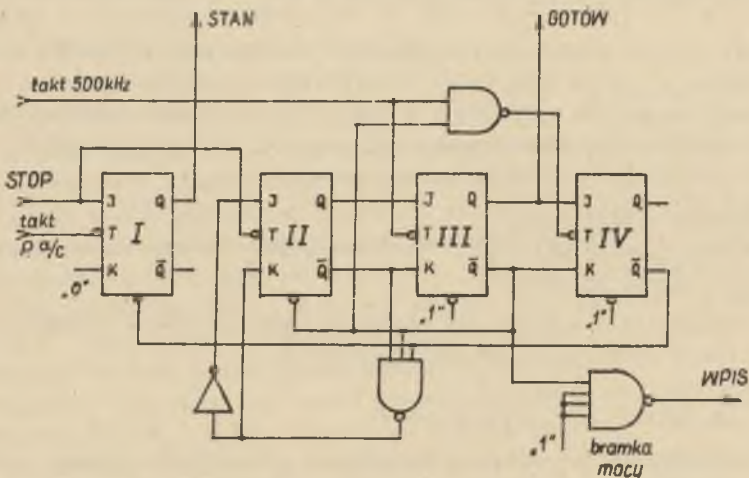 STAN
GOTÓW
takt 500kHz
STOP
takt
p a/c
"0"
J Q
T I
K Q̅
J Q
T II
K Q̅
J Q
T III
K Q̅
J Q
T IV
K Q̅
„1"
„1"
WPIS
„1"
bramka
mocy